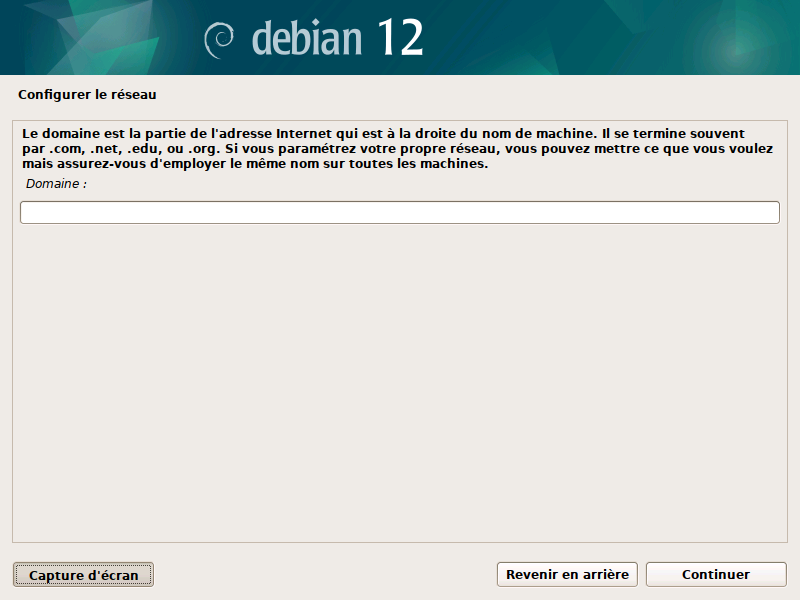 debian 12
Configurer le réseau
Le domaine est la partie de l'adresse Internet qui est à la droite du nom de machine. Il se termine souvent
par .com, .net, .edu, ou .org. Si vous paramétrez votre propre réseau, vous pouvez mettre ce que vous voulez
mais assurez-vous d'employer le même nom sur toutes les machines.
Domaine :
Capture d'écran
Revenir en arrière
Continuer